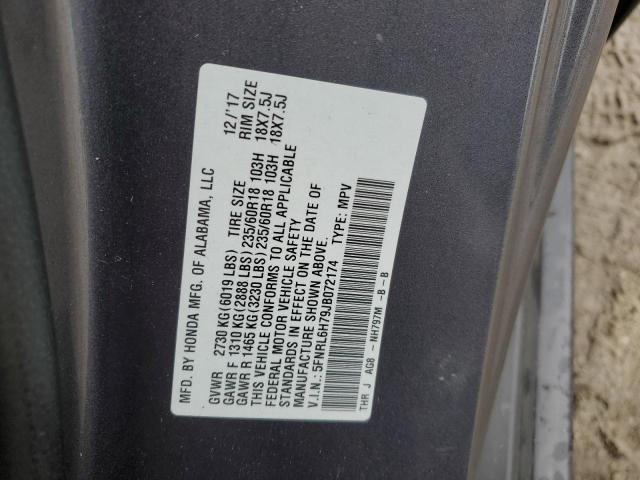 MFD. BY HONDA MFG. OF ALABAMA, LLC 12/'17
GVWR 2730 KG(6019 LBS) TIRE SIZE RIM SIZE
GAWR F 1310 KG(2888 LBS) 235/60R18 103H 18X7.5J
GAWR R 1465 KG(3230 LBS) 235/60R18 103H 18X7.5J
THIS VEHICLE CONFORMS TO ALL APPLICABLE
FEDERAL MOTOR VEHICLE SAFETY
STANDARDS IN EFFECT ON THE DATE OF
MANUFACTURE SHOWN ABOVE.
V.I.N.: 5FNRL6H79JB072174 TYPE: MPV
THR J AG8 - NH797M -B -B